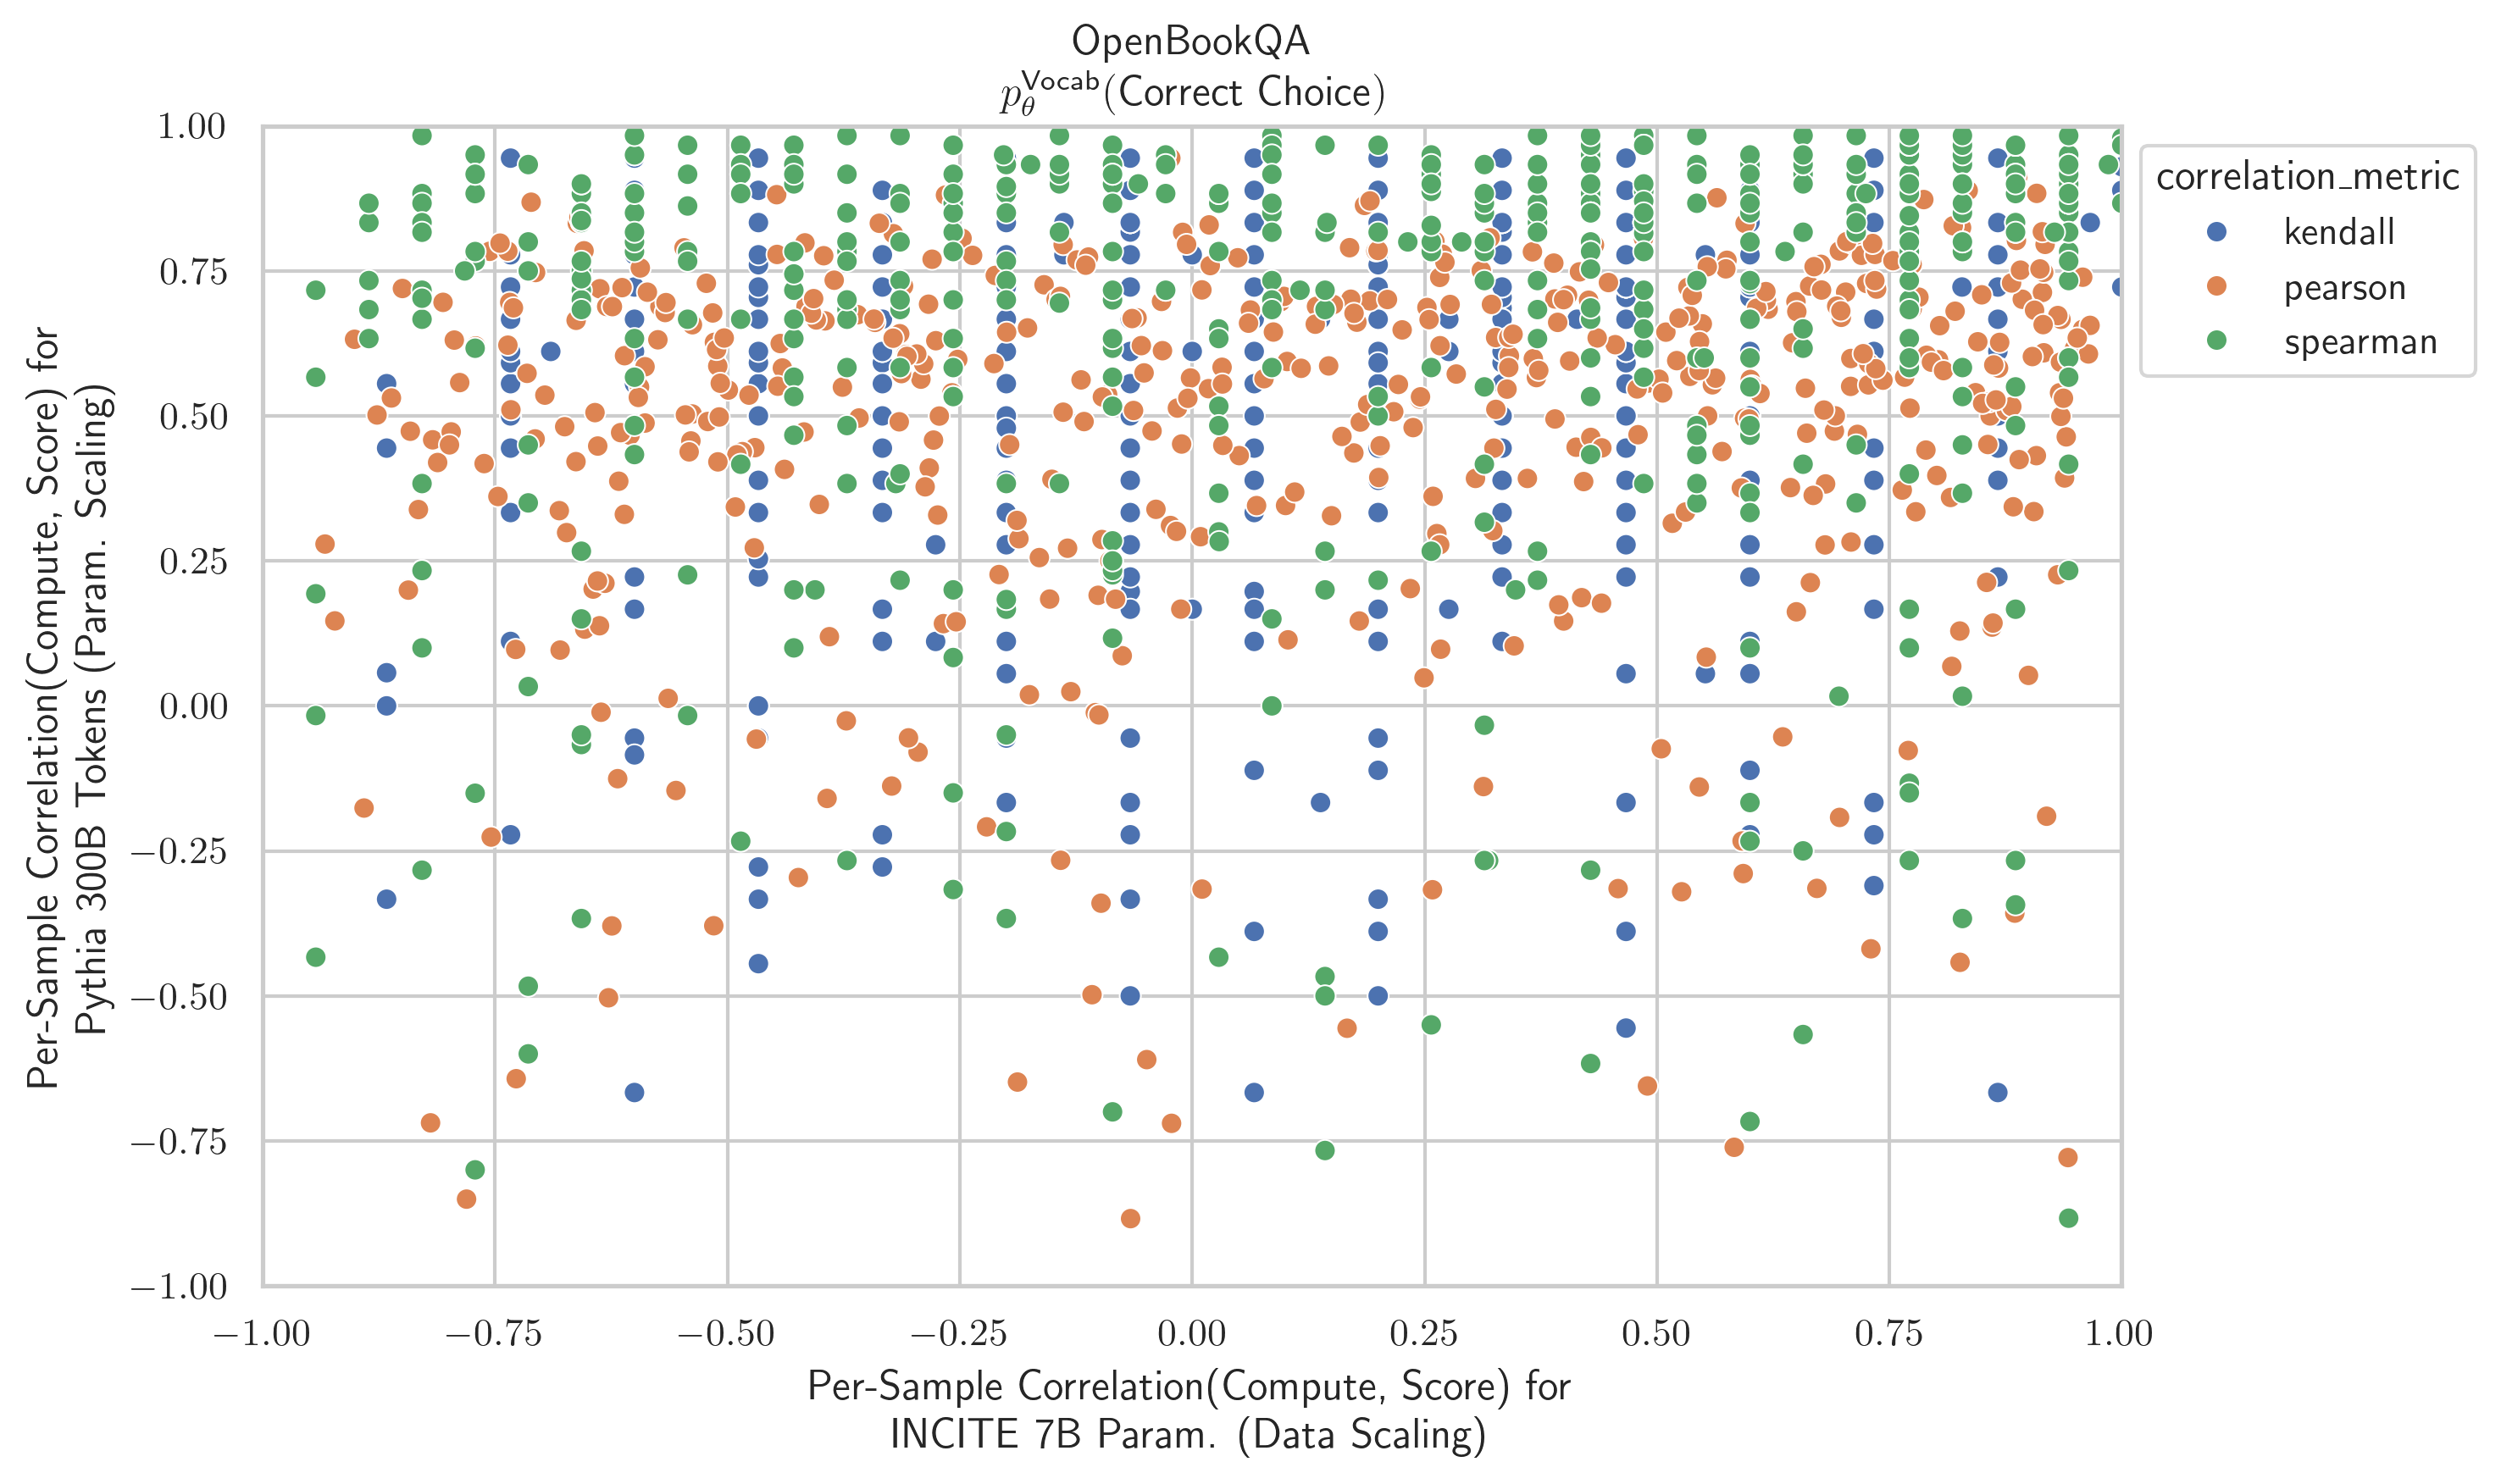 OpenBookQA
p_θ^Vocab(Correct Choice)
Per-Sample Correlation(Compute, Score) for
Pythia 300B Tokens (Param. Scaling)
1.00
0.75
0.50
0.25
0.00
−0.25
−0.50
−0.75
−1.00
−1.00 −0.75 −0.50 −0.25 0.00 0.25 0.50 0.75 1.00
Per-Sample Correlation(Compute, Score) for
INCITE 7B Param. (Data Scaling)
correlation_metric
kendall
pearson
spearman